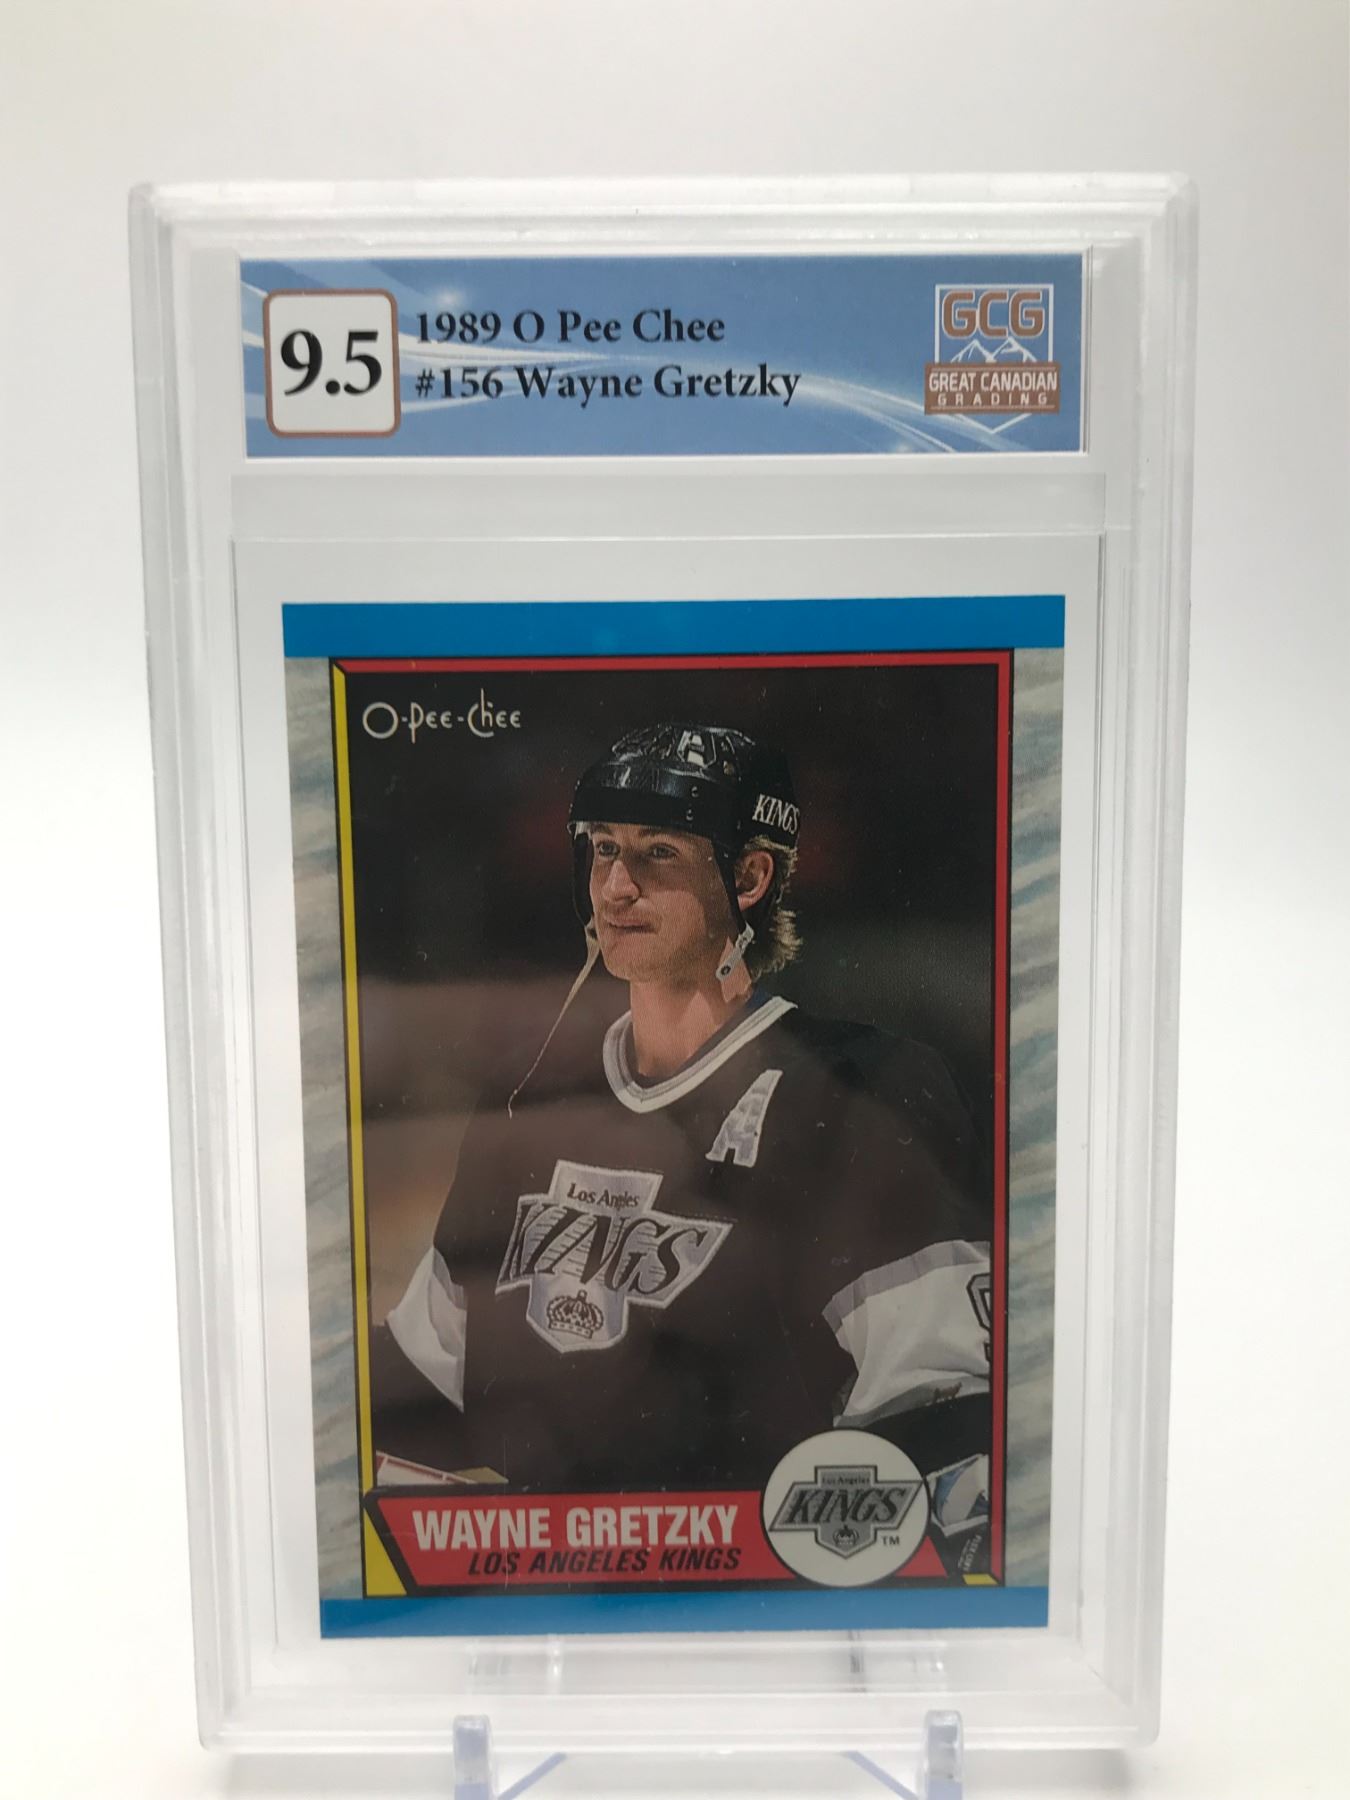 9.5
1989 O Pee Chee
#156 Wayne Gretzky
GCG
GREAT CANADIAN
GRADING
O-Pee-Chee
KINGS
A
Los Angeles
KINGS
WAYNE GRETZKY
LOS ANGELES KINGS
Los Angeles
KINGS
TM